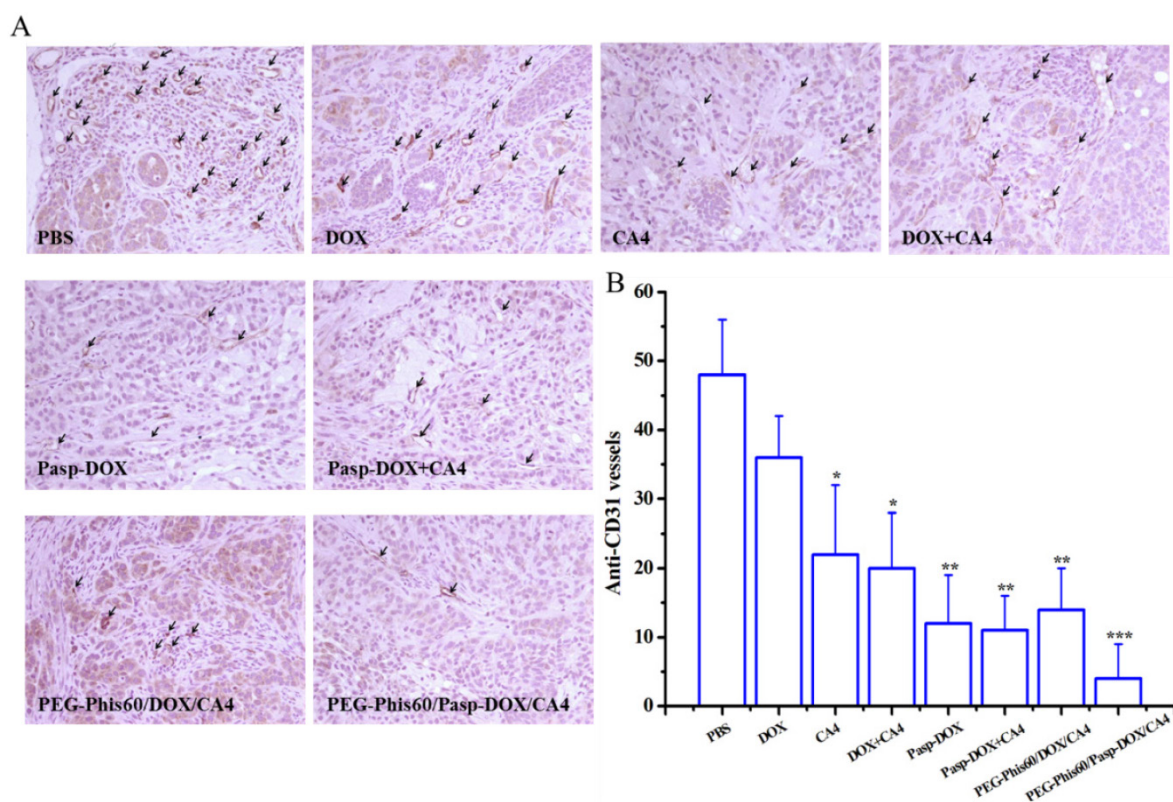 A
PBS
DOX
CA4
DOX+CA4
Pasp-DOX
Pasp-DOX+CA4
PEG-Phis60/DOX/CA4
PEG-Phis60/Pasp-DOX/CA4
B
60
50
40
30
20
10
0
Anti-CD31 vessels
*
*
**
**
**
***
PBS
DOX
CA4
DOX+CA4
Pasp-DOX
Pasp-DOX+CA4
PEG-Phis60/DOX/CA4
PEG-Phis60/Pasp-DOX/CA4